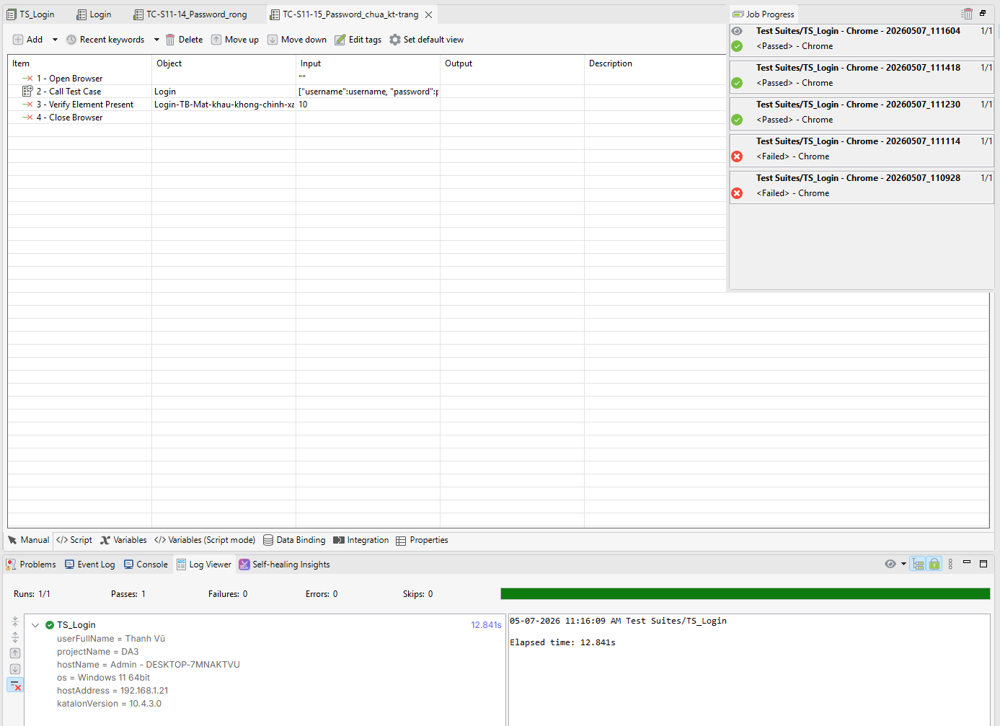 TS_Login
Login
TC-S11-14_Password_rong
TC-S11-15_Password_chua_kt-trang
Add
Recent keywords
Delete
Move up
Move down
Edit tags
Set default view
Item Object Input Output Description
1 - Open Browser ""
2 - Call Test Case Login ["username":username, "password":p
3 - Verify Element Present Login-TB-Mat-khau-khong-chinh-xa 10
4 - Close Browser
Job Progress
Test Suites/TS_Login - Chrome - 20260507_111604 1/1
<Passed> - Chrome
Test Suites/TS_Login - Chrome - 20260507_111418 1/1
<Passed> - Chrome
Test Suites/TS_Login - Chrome - 20260507_111230 1/1
<Passed> - Chrome
Test Suites/TS_Login - Chrome - 20260507_111114 1/1
<Failed> - Chrome
Test Suites/TS_Login - Chrome - 20260507_110928 1/1
<Failed> - Chrome
Manual </> Script Variables </> Variables (Script mode) Data Binding Integration Properties
Problems Event Log Console Log Viewer Self-healing Insights
Runs: 1/1 Passes: 1 Failures: 0 Errors: 0 Skips: 0
TS_Login 12.841s
userFullName = Thanh Vũ
projectName = DA3
hostName = Admin - DESKTOP-7MNAKTVU
os = Windows 11 64bit
hostAddress = 192.168.1.21
katalonVersion = 10.4.3.0
05-07-2026 11:16:09 AM Test Suites/TS_Login
Elapsed time: 12.841s